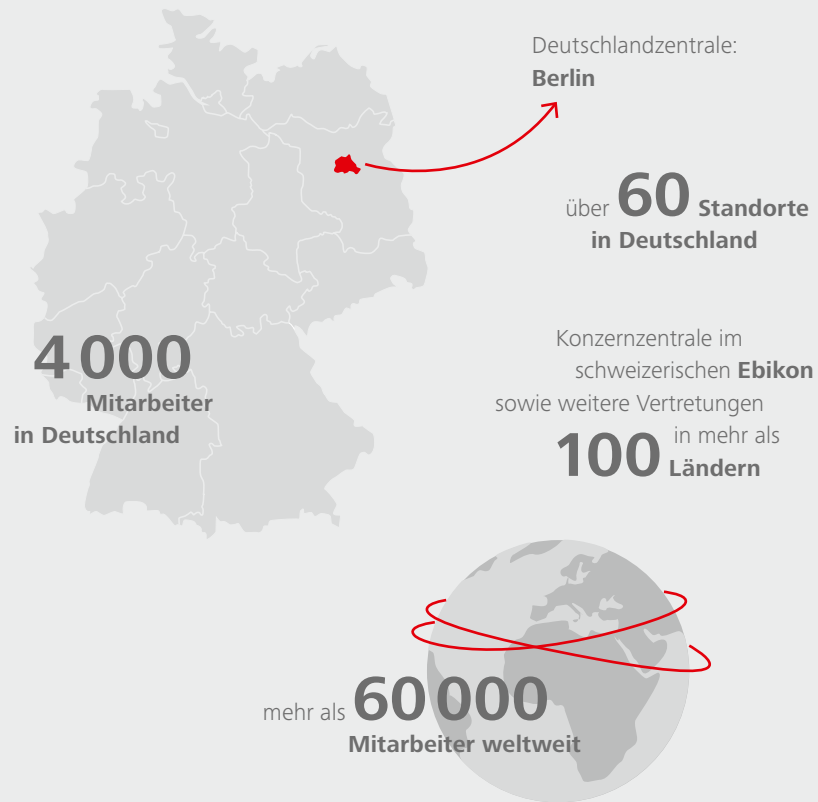 Deutschlandzentrale:
Berlin
über 60 Standorte
in Deutschland
4 000
Mitarbeiter
in Deutschland
Konzernzentrale im
schweizerischen Ebikon
sowie weitere Vertretungen
in mehr als
100 Ländern
mehr als 60 000
Mitarbeiter weltweit